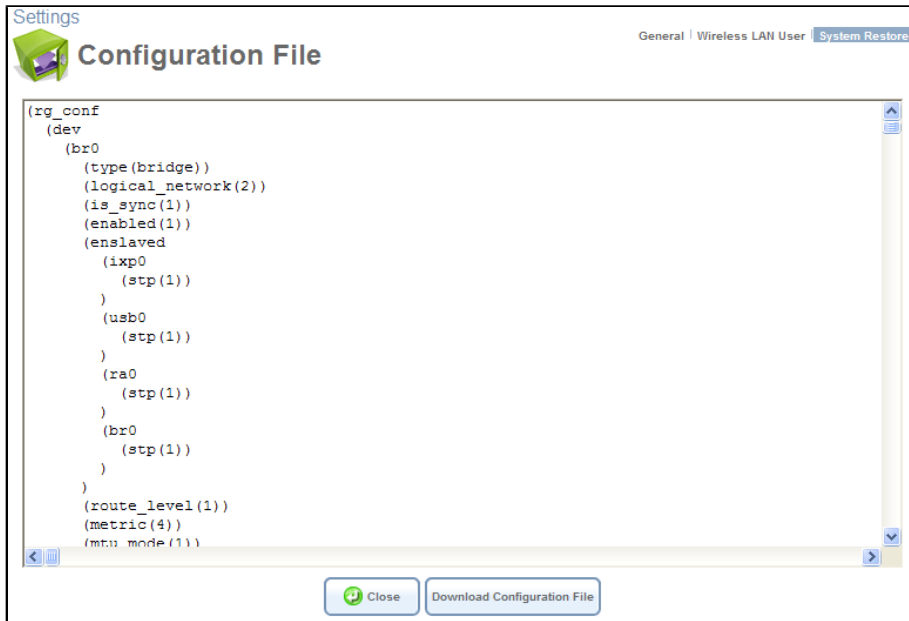 Settings
Configuration File
General | Wireless LAN User | System Restore
(rg_conf
  (dev
    (br0
      (type(bridge))
      (logical_network(2))
      (is_sync(1))
      (enabled(1))
      (enslaved
        (ixp0
          (stp(1))
        )
        (usb0
          (stp(1))
        )
        (ra0
          (stp(1))
        )
        (br0
          (stp(1))
        )
      )
      (route_level(1))
      (metric(4))
      (mtu_mode(1))
Close
Download Configuration File